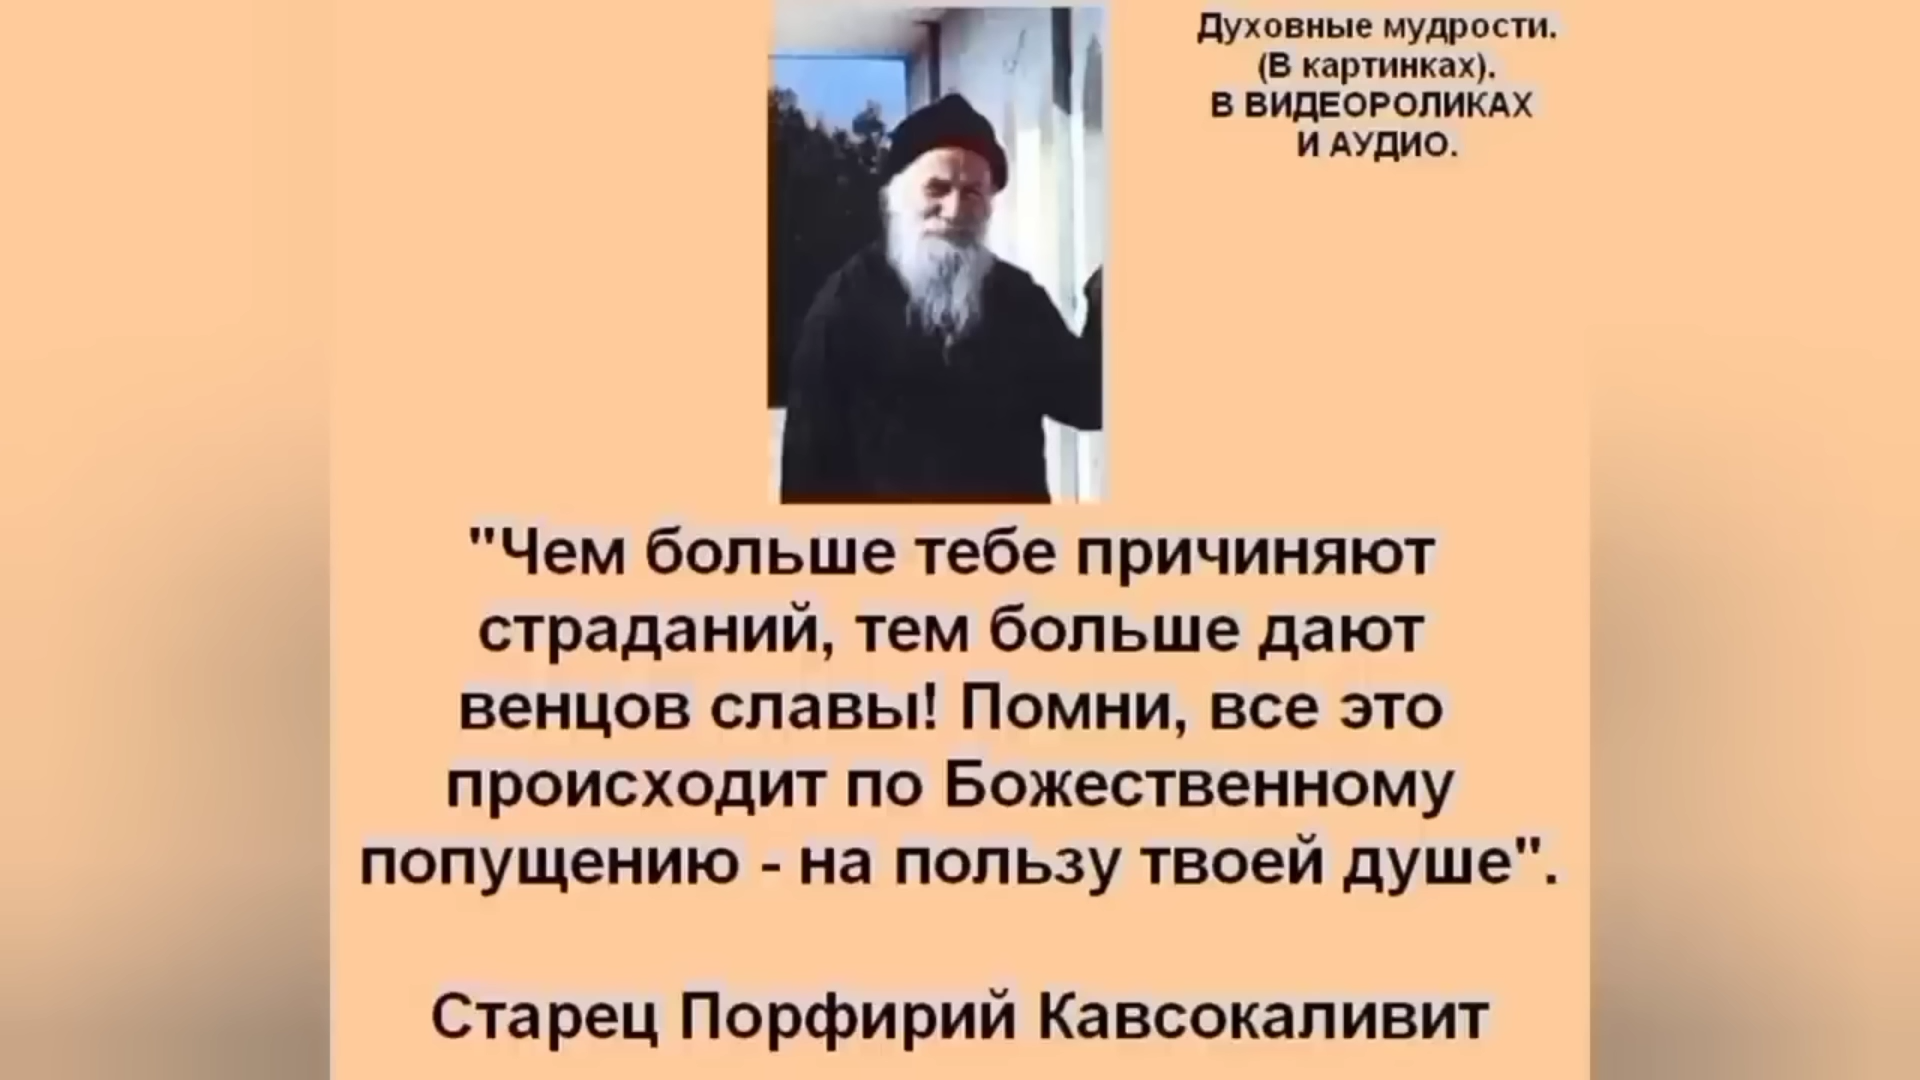 Духовные мудрости.
(В картинках).
В ВИДЕОРОЛИКАХ
И АУДИО.
"Чем больше тебе причиняют
страданий, тем больше дают
венцов славы! Помни, все это
происходит по Божественному
попущению - на пользу твоей душе".
Старец Порфирий Кавсокаливит